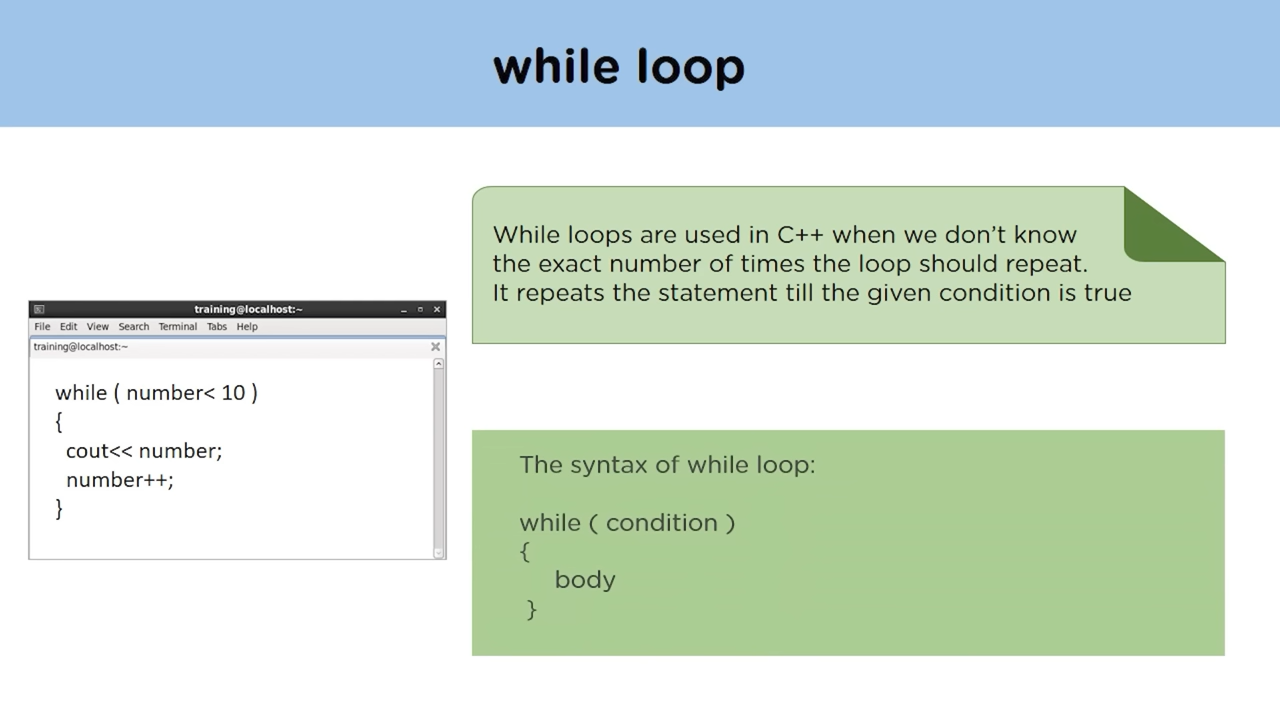 while loop
While loops are used in C++ when we don't know
the exact number of times the loop should repeat.
It repeats the statement till the given condition is true
training@localhost:~
File Edit View Search Terminal Tabs Help
training@localhost:~
while ( number< 10 )
{
cout<< number;
number++;
}
The syntax of while loop:
while ( condition )
{
body
}